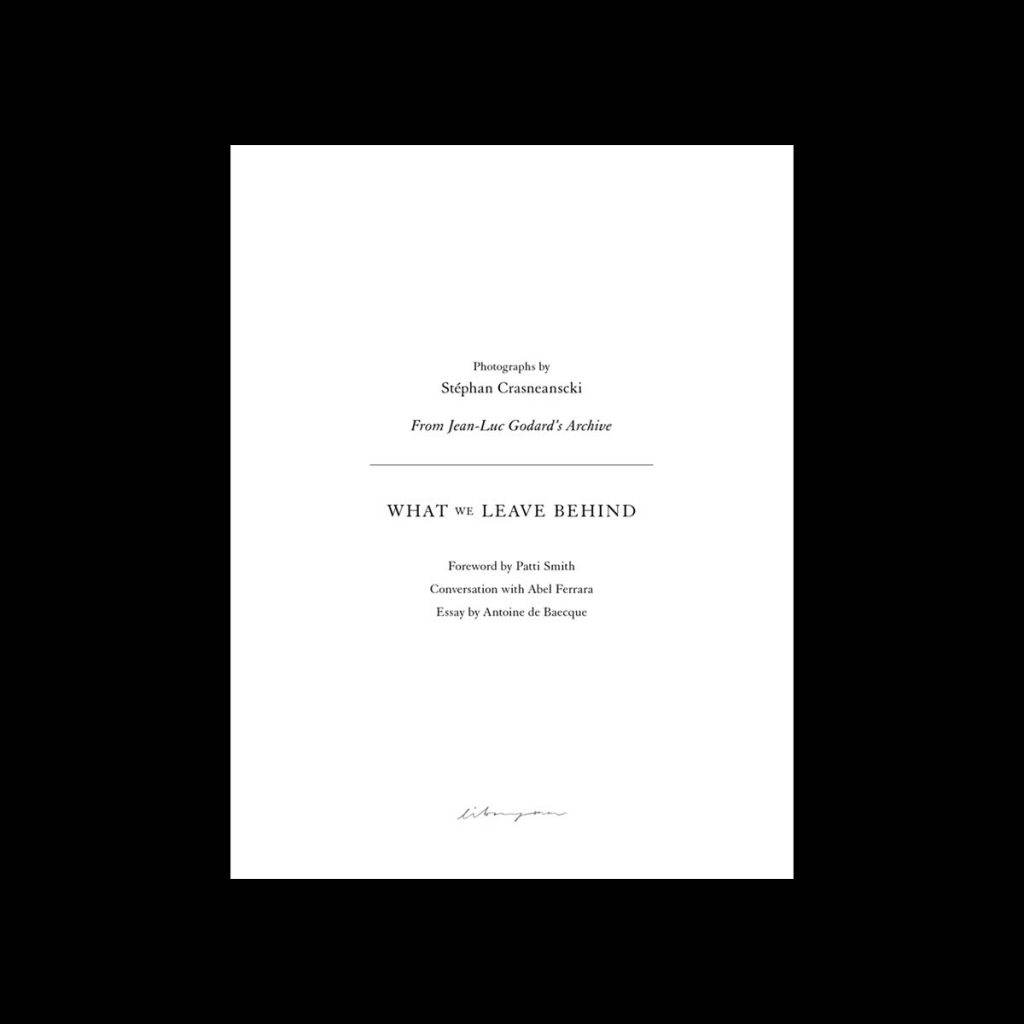 Photographs by
Stéphan Crasneanscki
From Jean-Luc Godard's Archive
WHAT WE LEAVE BEHIND
Foreword by Patti Smith
Conversation with Abel Ferrara
Essay by Antoine de Baecque